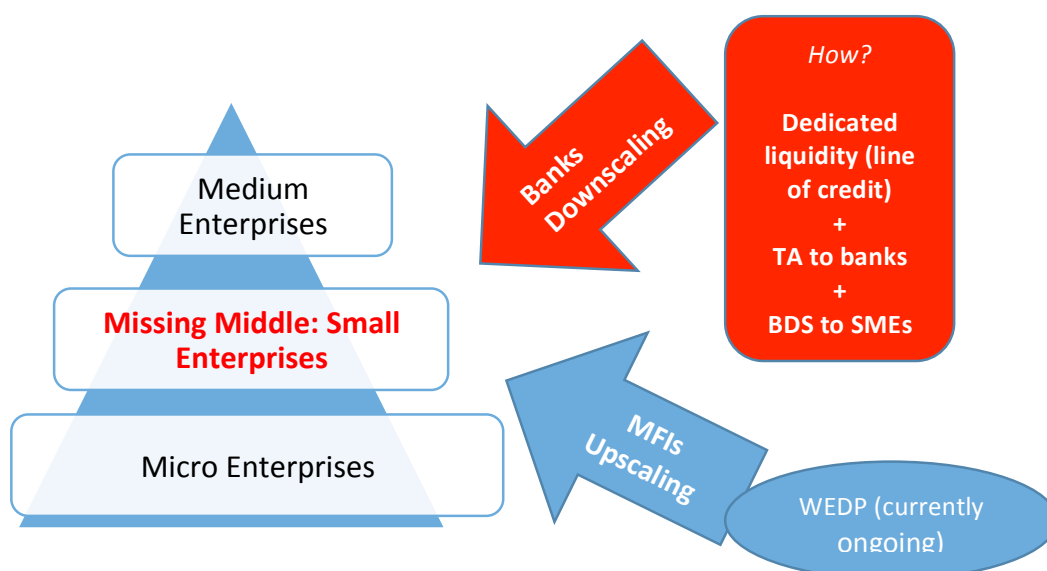 Medium
Enterprises
Missing Middle: Small
Enterprises
Micro Enterprises
Banks
Downscaling
How?
Dedicated
liquidity (line
of credit)
+
TA to banks
+
BDS to SMEs
MFIs
Upscaling
WEDP (currently
ongoing)